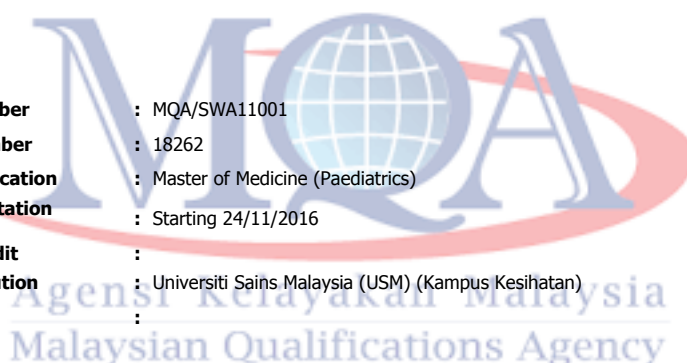 MQA
ber : MQA/SWA11001
ber : 18262
cation : Master of Medicine (Paediatrics)
tation : Starting 24/11/2016
dit :
tion : Universiti Sains Malaysia (USM) (Kampus Kesihatan)
:
Agensi Kelayakan Malaysia
Malaysian Qualifications Agency